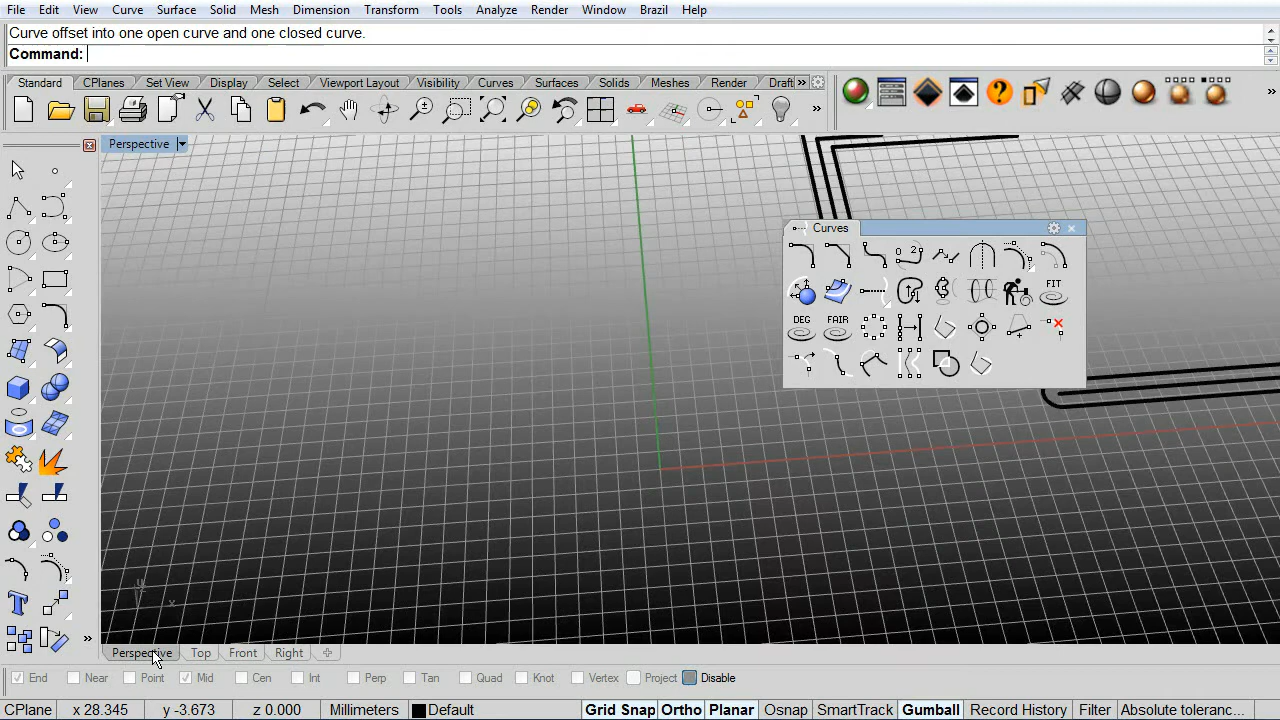 File Edit View Curve Surface Solid Mesh Dimension Transform Tools Analyze Render Window Brazil Help
Curve offset into one open curve and one closed curve.
Command:
Standard CPlanes Set View Display Select Viewport Layout Visibility Curves Surfaces Solids Meshes Render Draft »
Perspective
Curves
FIT
DEG FAIR
x
Perspective Top Front Right
End Near Point Mid Cen Int Perp Tan Quad Knot Vertex Project Disable
CPlane x 28.345 y -3.673 z 0.000 Millimeters Default Grid Snap Ortho Planar Osnap SmartTrack Gumball Record History Filter Absolute toleranc...